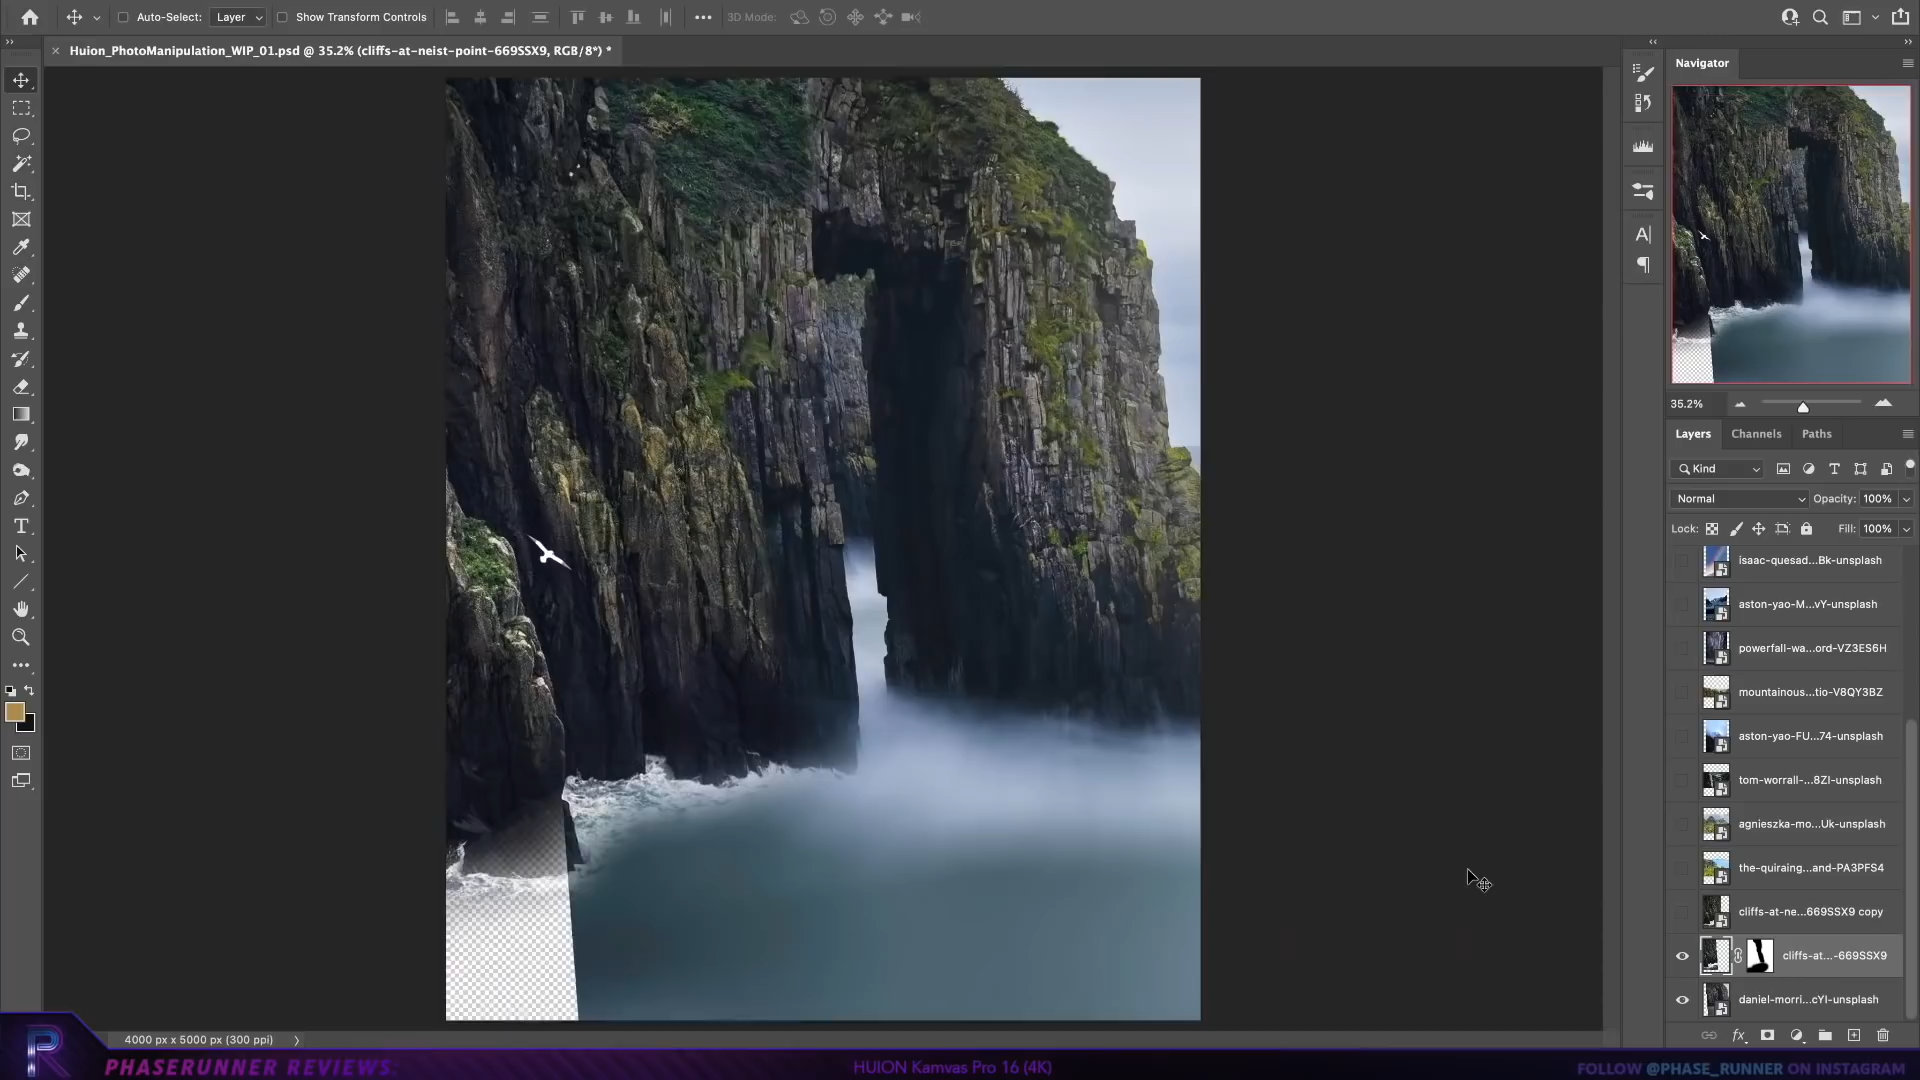 Auto-Select: Layer Show Transform Controls 3D Mode:
Huion_PhotoManipulation_WIP_01.psd @ 35.2% (cliffs-at-neist-point-669SSX9, RGB/8*) *
Navigator
35.2%
Layers Channels Paths
Kind
Normal Opacity: 100%
Lock: Fill: 100%
isaac-quesad...Bk-unsplash
aston-yao-M...vY-unsplash
powerfall-wa...ord-VZ3ES6H
mountainous...tio-V8QY3BZ
aston-yao-FU...74-unsplash
tom-worrall-...8ZI-unsplash
agnieszka-mo...Uk-unsplash
the-quiraing...and-PA3PFS4
cliffs-at-ne...669SSX9 copy
cliffs-at...-669SSX9
daniel-morri...cYI-unsplash
4000 px x 5000 px (300 ppi)
PHASERUNNER REVIEWS:
HUION Kamvas Pro 16 (4K)
FOLLOW @PHASE_RUNNER ON INSTAGRAM